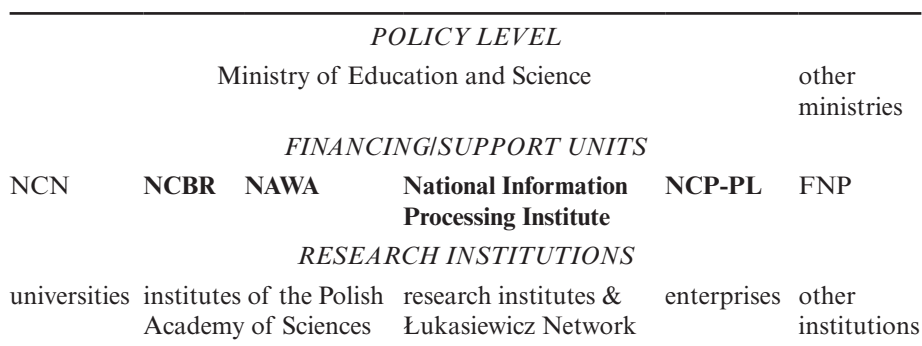 POLICY LEVEL
Ministry of Education and Science other
ministries
FINANCING/SUPPORT UNITS
NCN NCBR NAWA National Information NCP-PL FNP
Processing Institute
RESEARCH INSTITUTIONS
universities institutes of the Polish research institutes & enterprises other
Academy of Sciences Łukasiewicz Network institutions